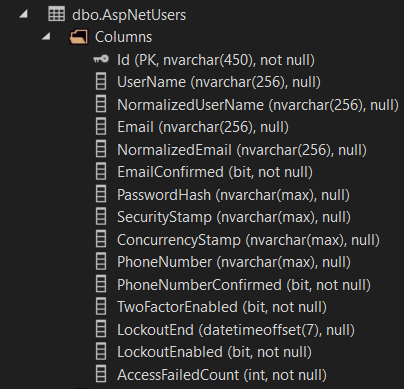 dbo.AspNetUsers
Columns
Id (PK, nvarchar(450), not null)
UserName (nvarchar(256), null)
NormalizedUserName (nvarchar(256), null)
Email (nvarchar(256), null)
NormalizedEmail (nvarchar(256), null)
EmailConfirmed (bit, not null)
PasswordHash (nvarchar(max), null)
SecurityStamp (nvarchar(max), null)
ConcurrencyStamp (nvarchar(max), null)
PhoneNumber (nvarchar(max), null)
PhoneNumberConfirmed (bit, not null)
TwoFactorEnabled (bit, not null)
LockoutEnd (datetimeoffset(7), null)
LockoutEnabled (bit, not null)
AccessFailedCount (int, not null)